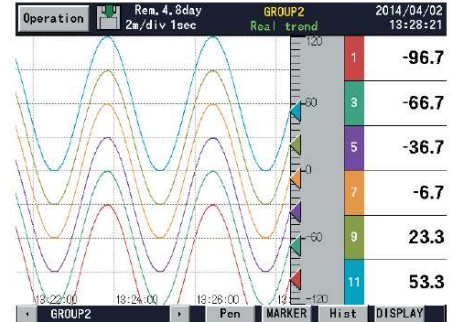 Operation
Rem. 4.8day
2m/div 1sec
GROUP2
Real trend
2014/04/02
13:28:21
120
60
0
-60
-120
1 -96.7
3 -66.7
5 -36.7
7 -6.7
9 23.3
11 53.3
13:22:00 13:24:00 13:26:00
GROUP2 Pen MARKER Hist DISPLAY